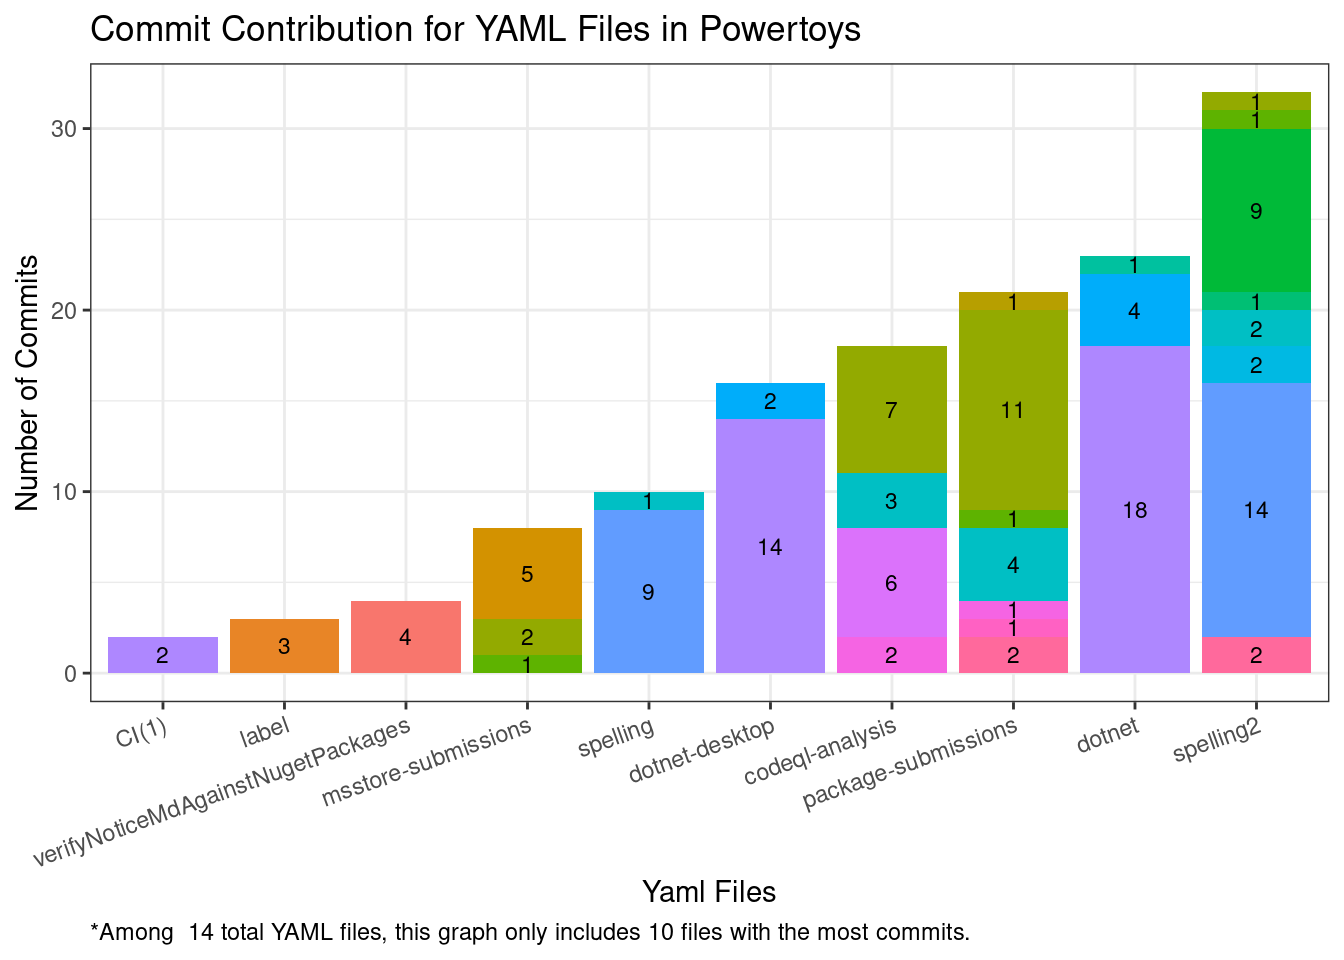 Commit Contribution for YAML Files in Powertoys
Number of Commits
30
20
10
0
2
3
4
5
2
1
1
9
2
14
7
3
6
2
1
11
1
4
1
1
2
1
4
18
1
1
9
1
2
2
14
2
CI(1)
label
verifyNoticeMdAgainstNugetPackages
msstore-submissions
spelling
dotnet-desktop
codeql-analysis
package-submissions
dotnet
spelling2
Yaml Files
*Among  14 total YAML files, this graph only includes 10 files with the most commits.